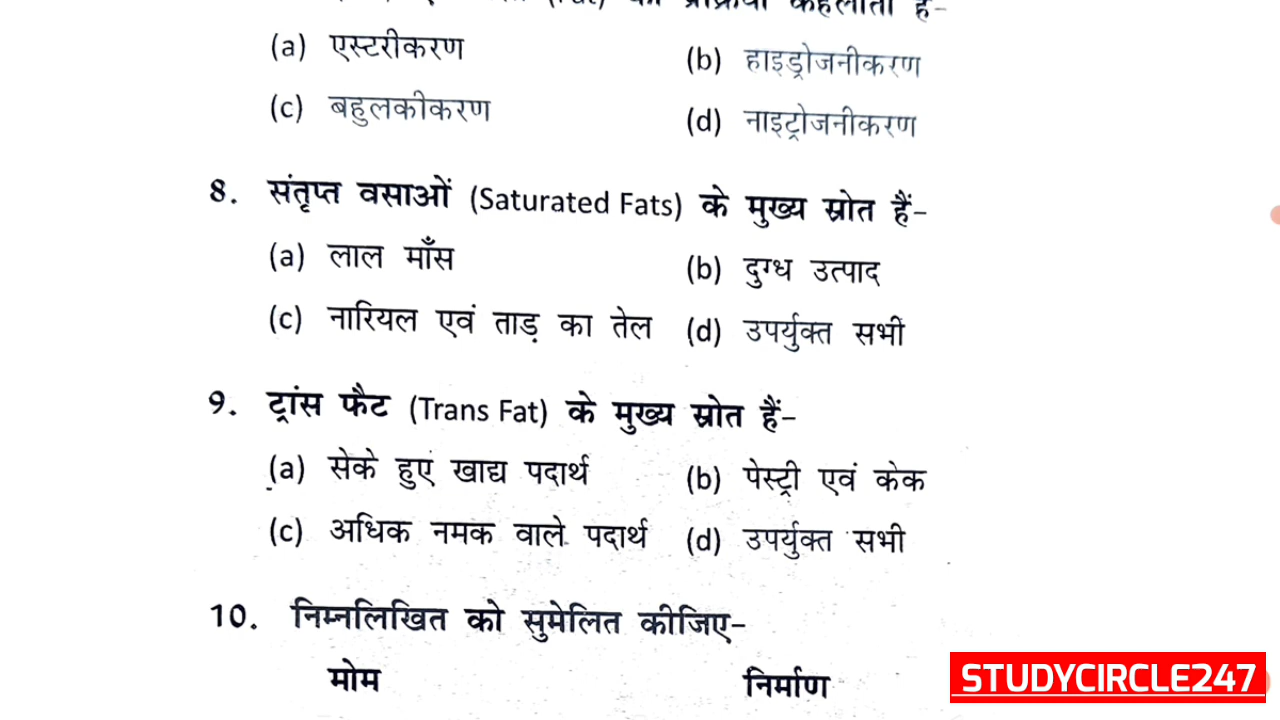 (a) एस्टरीकरण (b) हाइड्रोजनीकरण
(c) बहुलकीकरण (d) नाइट्रोजनीकरण
8. संतृप्त वसाओं (Saturated Fats) के मुख्य स्रोत हैं-
(a) लाल माँस (b) दुग्ध उत्पाद
(c) नारियल एवं ताड़ का तेल (d) उपर्युक्त सभी
9. ट्रांस फैट (Trans Fat) के मुख्य स्रोत हैं-
(a) सेके हुए खाद्य पदार्थ (b) पेस्ट्री एवं केक
(c) अधिक नमक वाले पदार्थ (d) उपर्युक्त सभी
10. निम्नलिखित को सुमेलित कीजिए-
मोम निर्माण
STUDYCIRCLE247